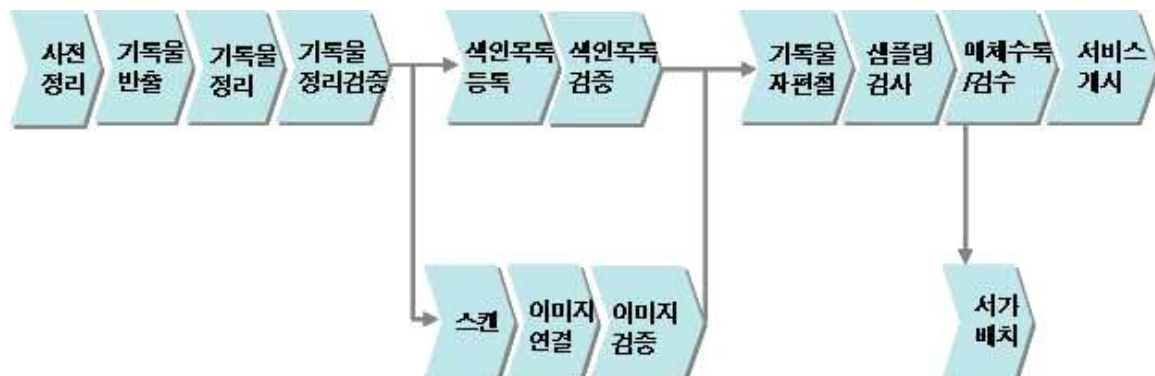 사전
정리
기록물
반출
기록물
정리
기록물
정리검증
색인목록
등록
색인목록
검증
기록물
재편철
샘플링
검사
매체수록
/검수
서비스
개시
스캔
이미지
연결
이미지
검증
서가
배치